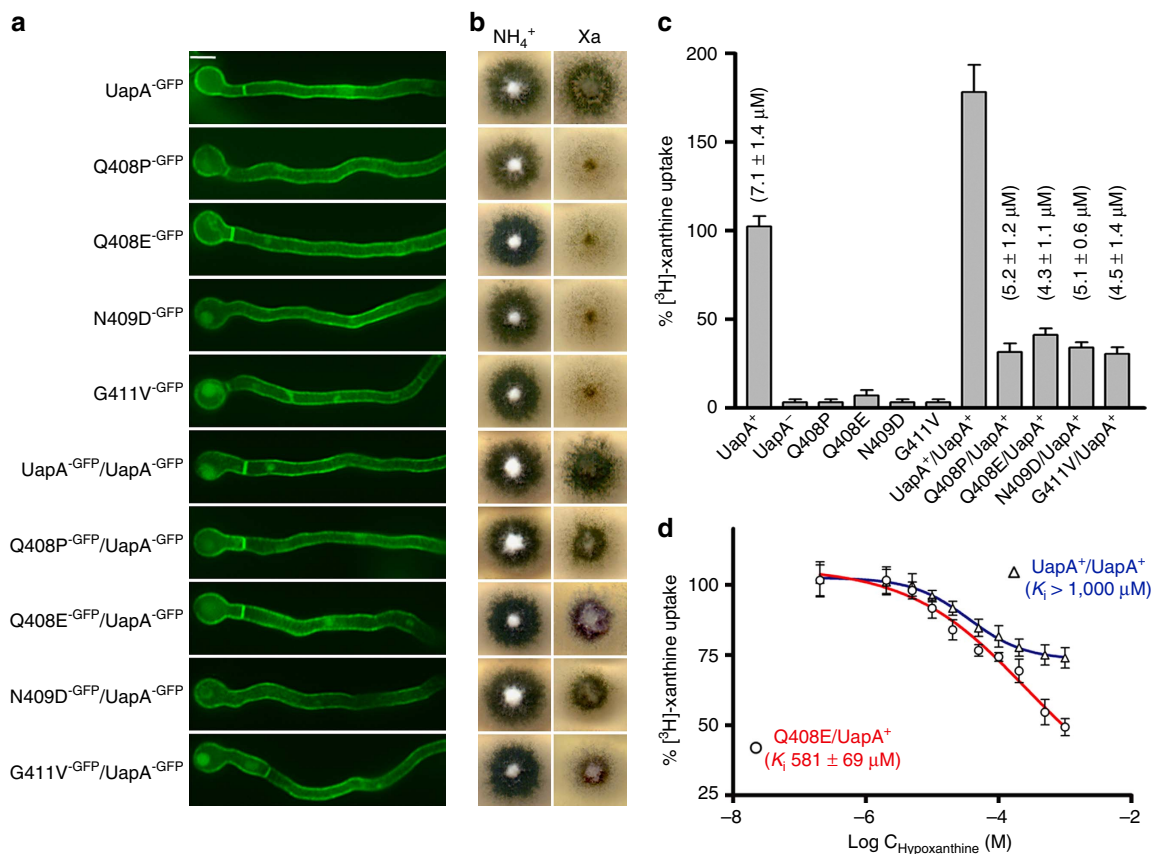 a
b
c
NH₄⁺ Xa
UapA⁻ᴳᶠᴾ
Q408P⁻ᴳᶠᴾ
Q408E⁻ᴳᶠᴾ
N409D⁻ᴳᶠᴾ
G411V⁻ᴳᶠᴾ
UapA⁻ᴳᶠᴾ/UapA⁺
Q408P⁻ᴳᶠᴾ/UapA⁻ᴳᶠᴾ
Q408E⁻ᴳᶠᴾ/UapA⁻ᴳᶠᴾ
N409D⁻ᴳᶠᴾ/UapA⁻ᴳᶠᴾ
G411V⁻ᴳᶠᴾ/UapA⁻ᴳᶠᴾ
% [³H]-xanthine uptake
200
150
100
50
0
(7.1 ± 1.4 μM)
(5.2 ± 1.2 μM)
(4.3 ± 1.1 μM)
(5.1 ± 0.6 μM)
(4.5 ± 1.4 μM)
UapA⁺
UapA⁻
Q408P
Q408E
N409D
G411V
UapA⁺/UapA⁺
Q408P/UapA⁺
Q408E/UapA⁺
N409D/UapA⁺
G411V/UapA⁺
d
% [³H]-xanthine uptake
100
75
50
25
UapA⁺/UapA⁺
(Kᵢ > 1,000 μM)
Q408E/UapA⁺
(Kᵢ 581 ± 69 μM)
–8 –6 –4 –2
Log C_Hypoxanthine (M)